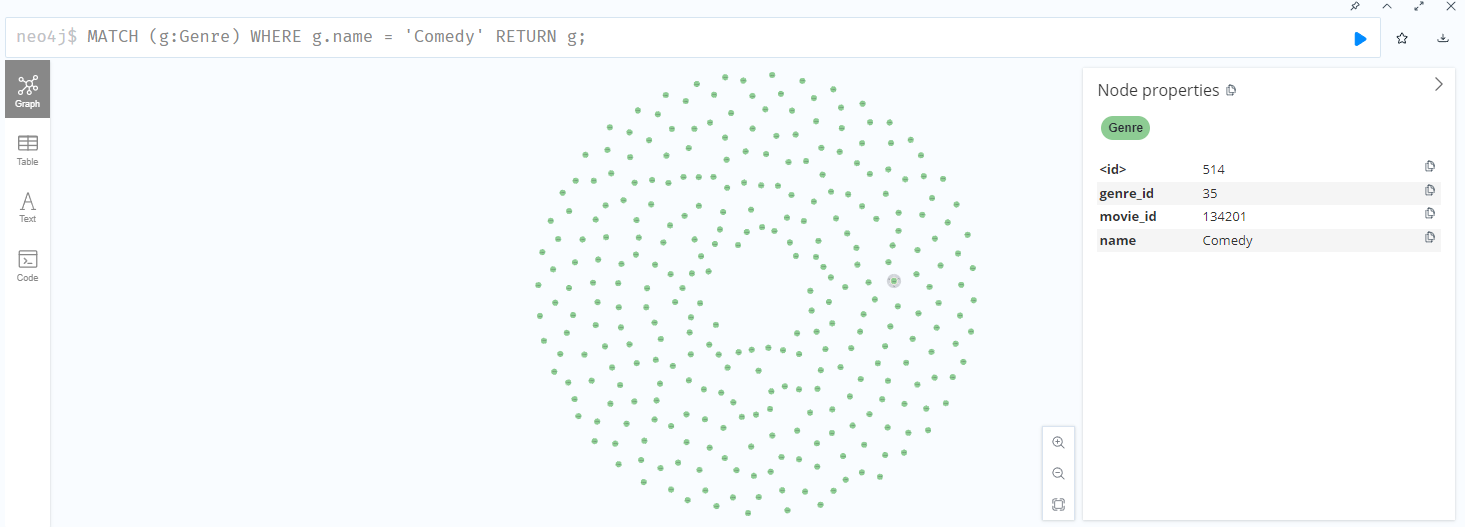 neo4j$ MATCH (g:Genre) WHERE g.name = 'Comedy' RETURN g;
Graph
Table
Text
Code
Node properties
Genre
<id> 514
genre_id 35
movie_id 134201
name Comedy